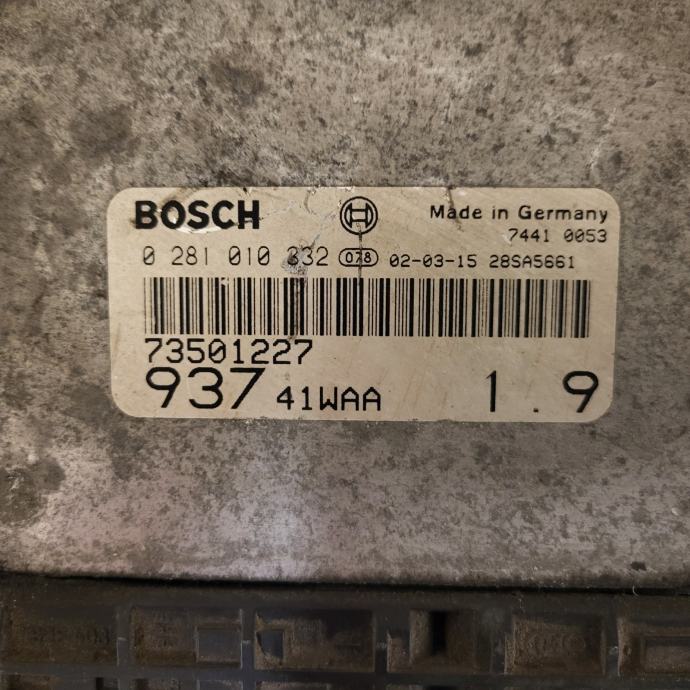 BOSCH
Made in Germany
7441 0053
0 281 010 332 078 02-03-15 28SA5661
73501227
937 41WAA 1.9